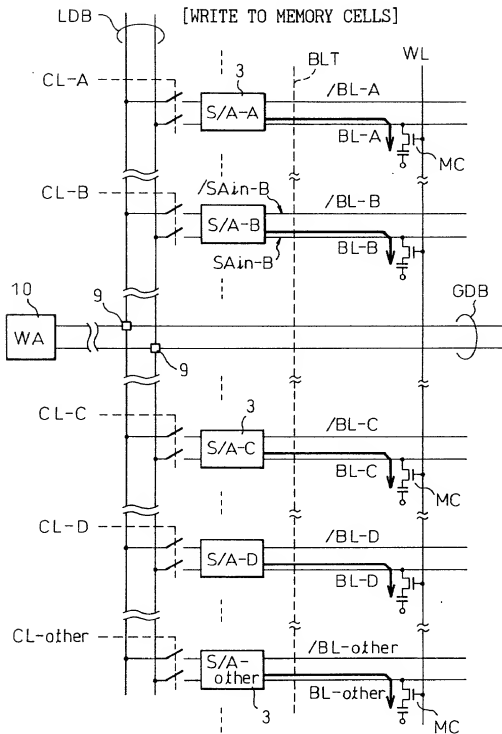 LDB [WRITE TO MEMORY CELLS]
CL-A 3 BLT WL
S/A-A /BL-A
BL-A
MC
CL-B /SAin-B /BL-B
S/A-B
SAin-B BL-B
10 9 GDB
WA
9
CL-C 3 /BL-C
S/A-C
BL-C
MC
CL-D /BL-D
S/A-D
BL-D
CL-other /BL-other
S/A-
other
BL-other
3 MC